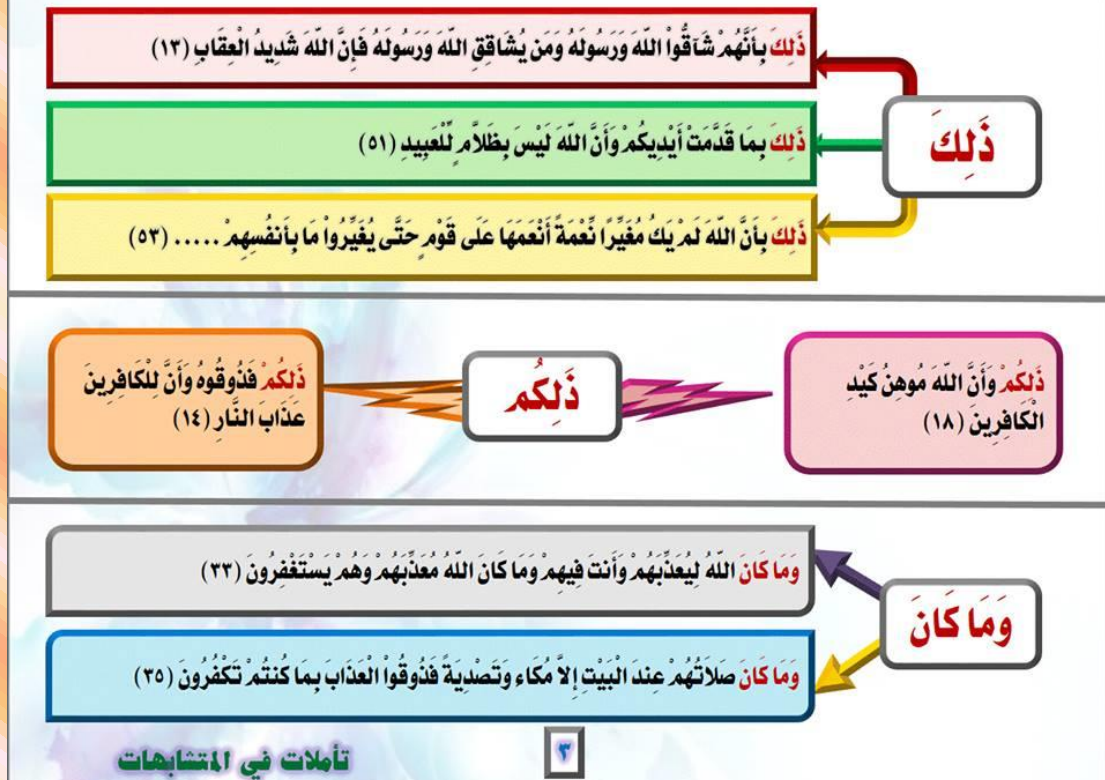 ذَلِكَ
ذَلِكَ بِأَنَّهُمْ شَآقُّواْ اللّهَ وَرَسُولَهُ وَمَن يُشَاقِقِ اللّهَ وَرَسُولَهُ فَإِنَّ اللّهَ شَدِيدُ الْعِقَابِ (١٣)
ذَلِكَ بِمَا قَدَّمَتْ أَيْدِيكُمْ وَأَنَّ اللّهَ لَيْسَ بِظَلاَّمٍ لِّلْعَبِيدِ (٥١)
ذَلِكَ بِأَنَّ اللّهَ لَمْ يَكُ مُغَيِّرًا نِّعْمَةً أَنْعَمَهَا عَلَى قَوْمٍ حَتَّى يُغَيِّرُواْ مَا بِأَنفُسِهِمْ ..... (٥٣)
ذَلِكُمْ وَأَنَّ اللّهَ مُوهِنُ كَيْدِ
الْكَافِرِينَ (١٨)
ذَلِكُم
ذَلِكُمْ فَذُوقُوهُ وَأَنَّ لِلْكَافِرِينَ
عَذَابَ النَّارِ (١٤)
وَمَا كَانَ
وَمَا كَانَ اللّهُ لِيُعَذِّبَهُمْ وَأَنتَ فِيهِمْ وَمَا كَانَ اللّهُ مُعَذِّبَهُمْ وَهُمْ يَسْتَغْفِرُونَ (٣٣)
وَمَا كَانَ صَلاَتُهُمْ عِندَ الْبَيْتِ إِلاَّ مُكَاء وَتَصْدِيَةً فَذُوقُواْ الْعَذَابَ بِمَا كُنتُمْ تَكْفُرُونَ (٣٥)
٣
تأملات في المتشابهات